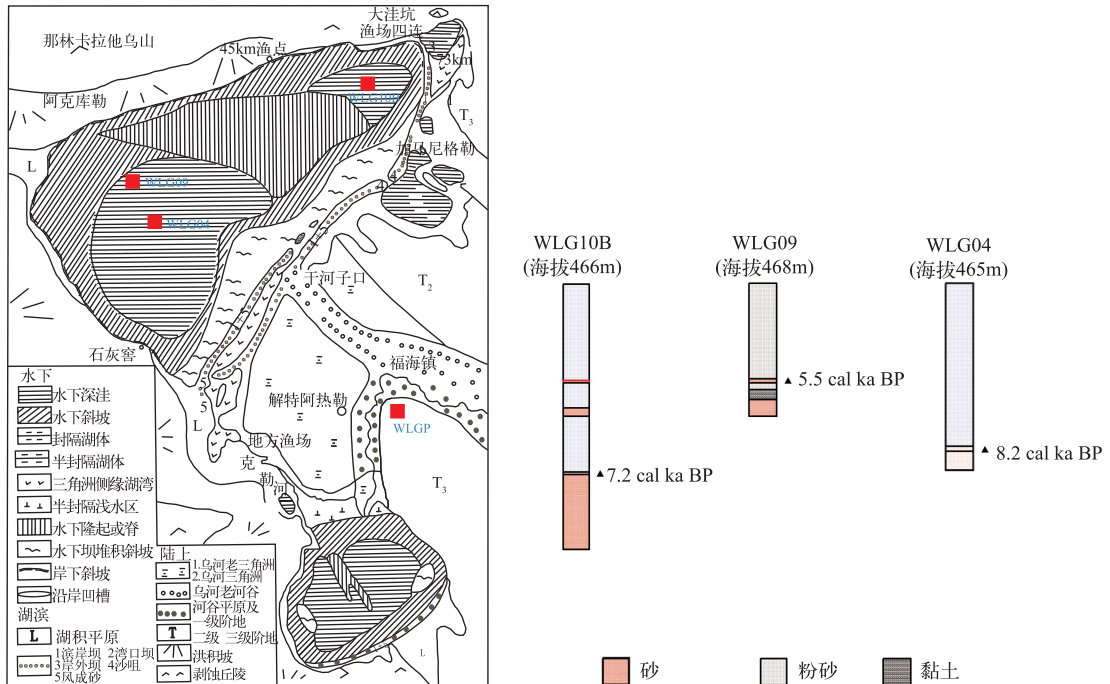 大洼坑
渔场四连
那林卡拉他乌山
45km渔点
73km
WLG10B
阿克库勒
T3
L
WLG09
WLG04
干河子口
T2
石灰窑
福海镇
5
5
解特阿热勒
WLGP
L
地方渔场
克
勒
河
T3
L
水下
水下深洼
水下斜坡
封隔湖体
半封隔湖体
三角洲侧缘湖湾
半封隔浅水区
水下隆起或脊
水下坝堆积斜坡
岸下斜坡
沿岸凹槽
湖滨
L 湖积平原
1滨岸坝 2湾口坝
3岸外坝 4沙咀
5风成砂
陆上
1.乌河老三角洲
2.乌河三角洲
乌河老河谷
河谷平原及
一级阶地
T 二级 三级阶地
洪积坡
剥蚀丘陵
WLG10B
(海拔466m)
7.2 cal ka BP
WLG09
(海拔468m)
5.5 cal ka BP
WLG04
(海拔465m)
8.2 cal ka BP
砂
粉砂
黏土